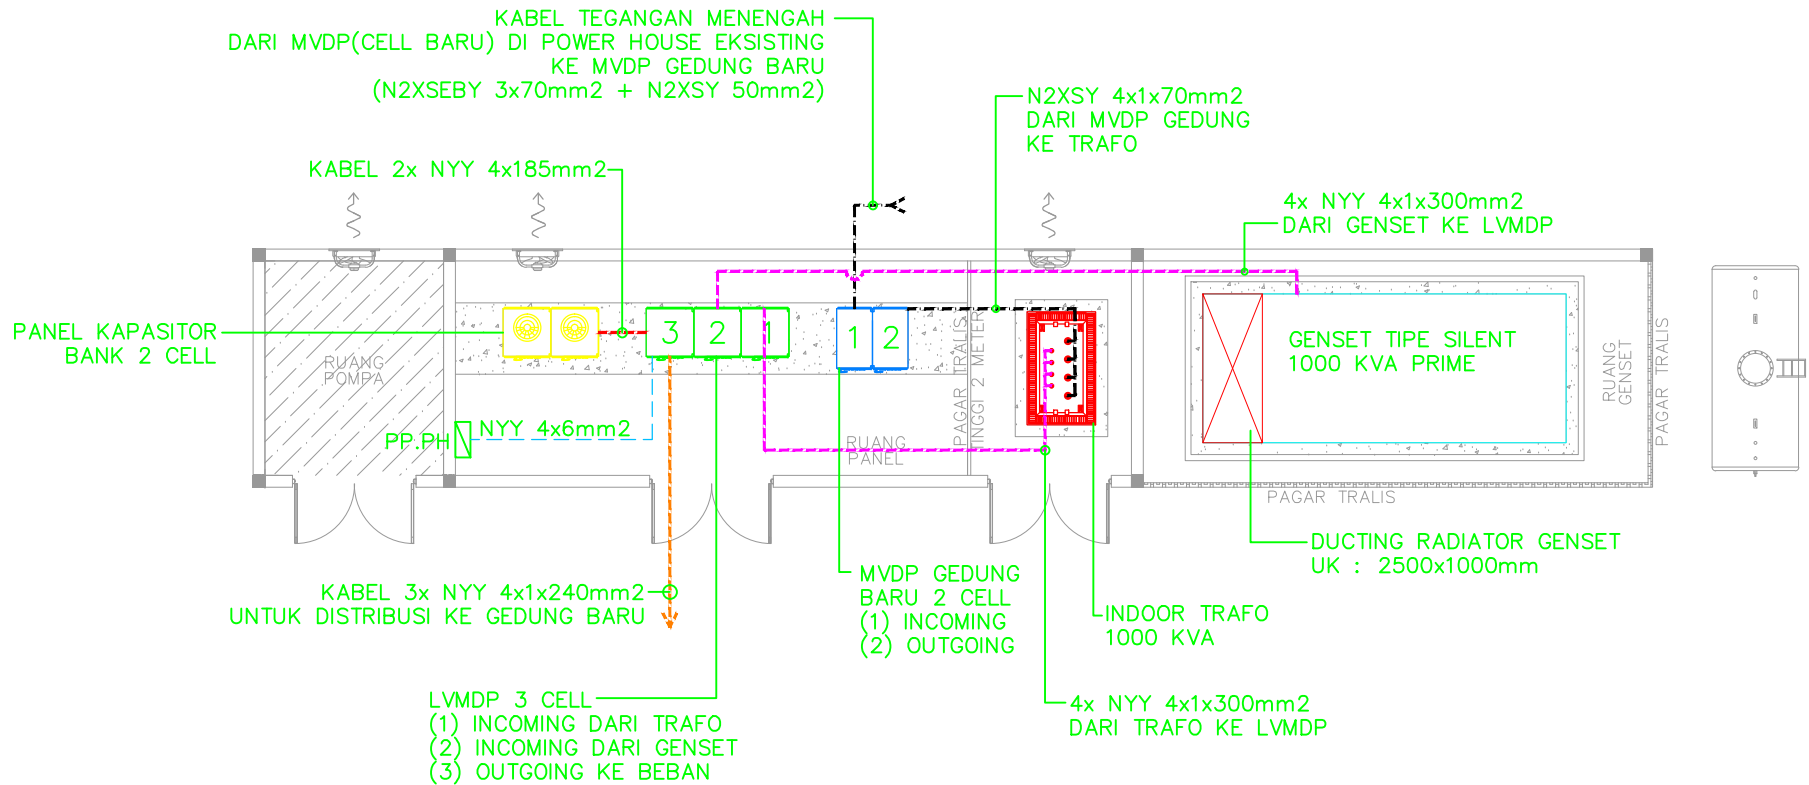 KABEL TEGANGAN MENENGAH
DARI MVDP(CELL BARU) DI POWER HOUSE EKSISTING
KE MVDP GEDUNG BARU
(N2XSEBY 3x70mm2 + N2XSY 50mm2)
N2XSY 4x1x70mm2
DARI MVDP GEDUNG
KE TRAFO
KABEL 2x NYY 4x185mm2
4x NYY 4x1x300mm2
DARI GENSET KE LVMDP
PANEL KAPASITOR
BANK 2 CELL
RUANG
POMPA
3
2
1
1
2
PAGAR TRALIS
TINGGI 2 METER
GENSET TIPE SILENT
1000 KVA PRIME
RUANG
GENSET
PAGAR TRALIS
PP.PH
NYY 4x6mm2
RUANG
PANEL
PAGAR TRALIS
DUCTING RADIATOR GENSET
UK : 2500x1000mm
KABEL 3x NYY 4x1x240mm2
UNTUK DISTRIBUSI KE GEDUNG BARU
MVDP GEDUNG
BARU 2 CELL
(1) INCOMING
(2) OUTGOING
INDOOR TRAFO
1000 KVA
LVMDP 3 CELL
(1) INCOMING DARI TRAFO
(2) INCOMING DARI GENSET
(3) OUTGOING KE BEBAN
4x NYY 4x1x300mm2
DARI TRAFO KE LVMDP